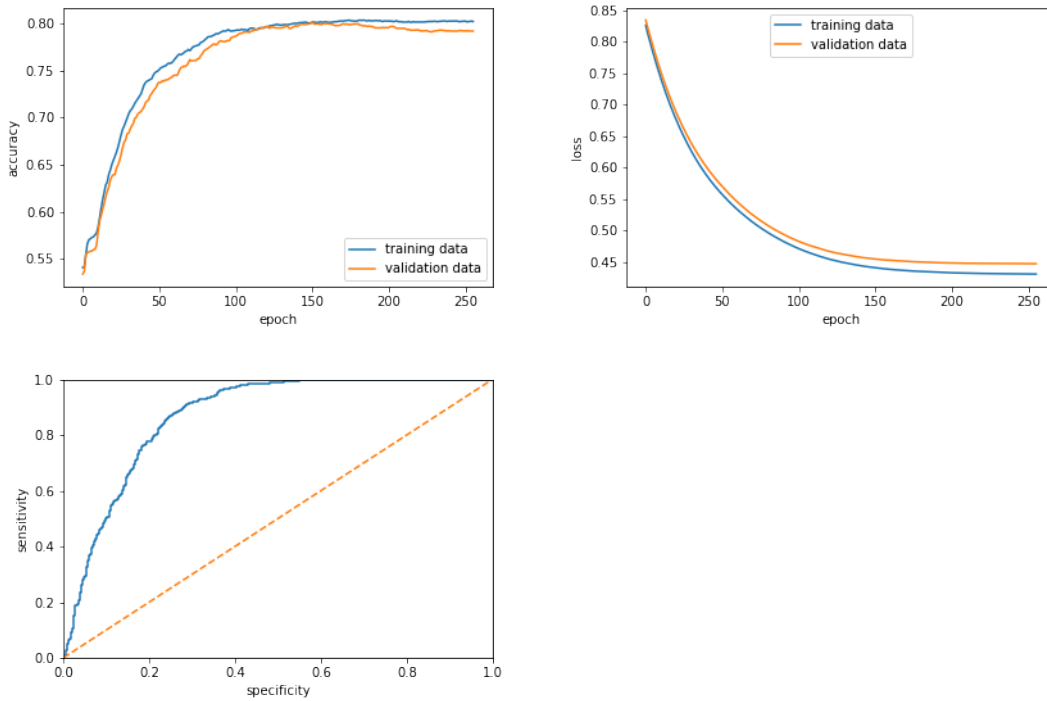 0.80
0.75
0.70
0.65
0.60
0.55
accuracy
training data
validation data
0 50 100 150 200 250
epoch
0.85
0.80
0.75
0.70
0.65
0.60
0.55
0.50
0.45
loss
training data
validation data
0 50 100 150 200 250
epoch
1.0
0.8
0.6
0.4
0.2
0.0
sensitivity
0.0 0.2 0.4 0.6 0.8 1.0
specificity